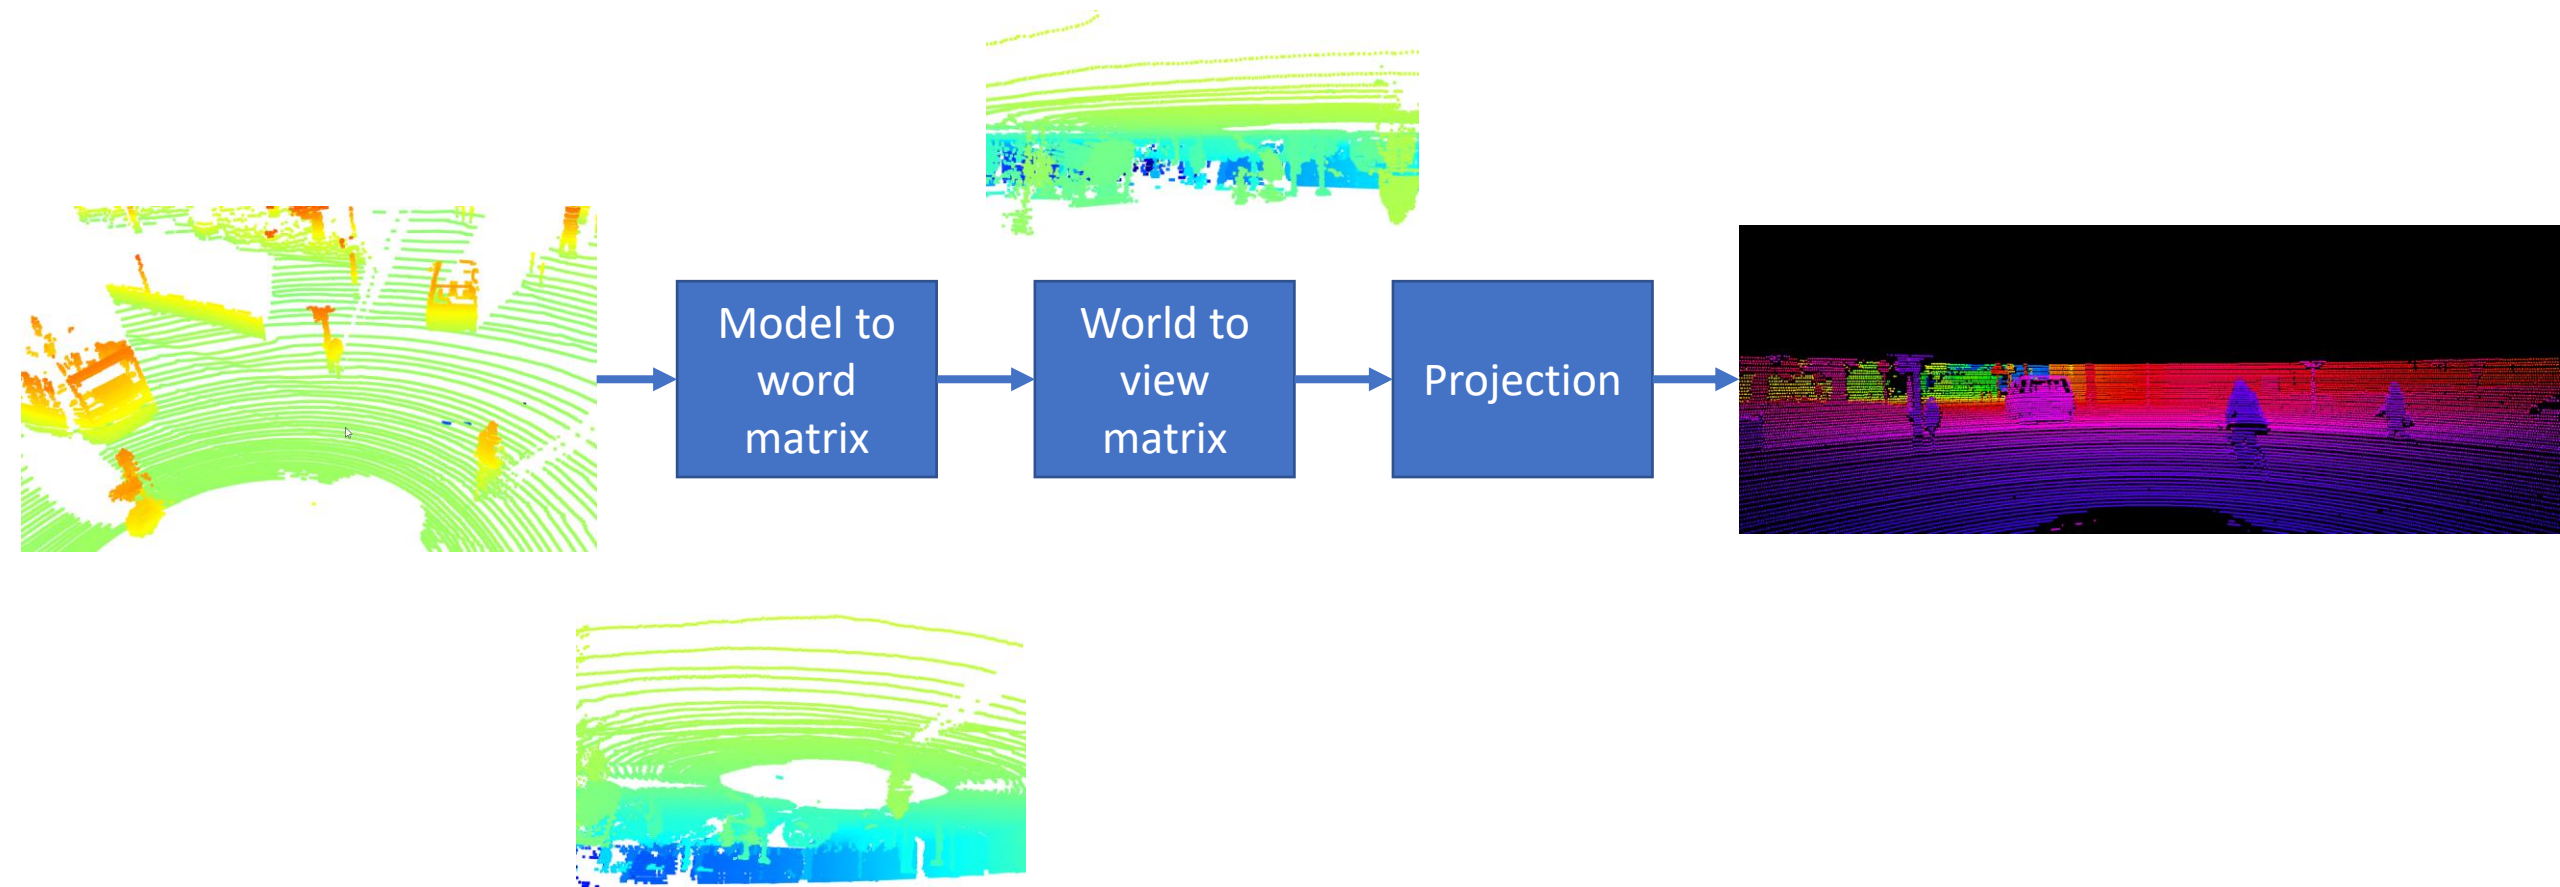 Model to
word
matrix
World to
view
matrix
Projection